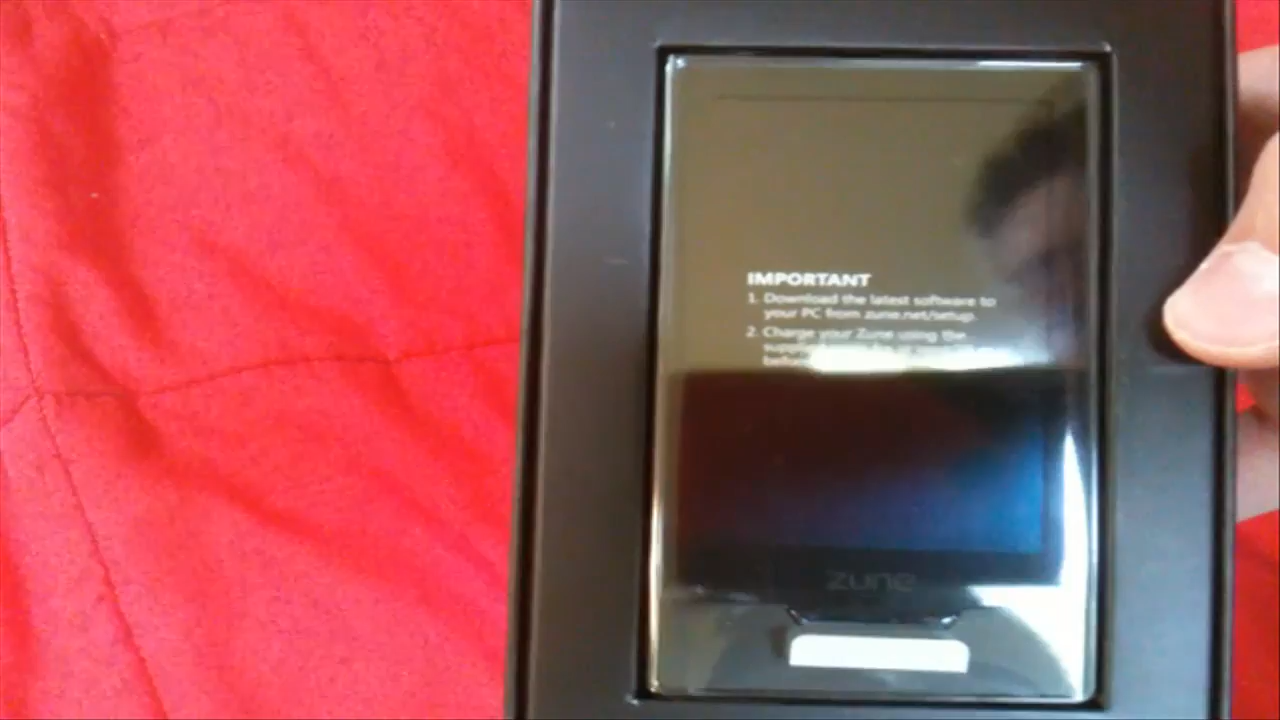 IMPORTANT
1. Download the latest software to
your PC from zune.net/setup.
2. Charge your Zune using the
before
zune